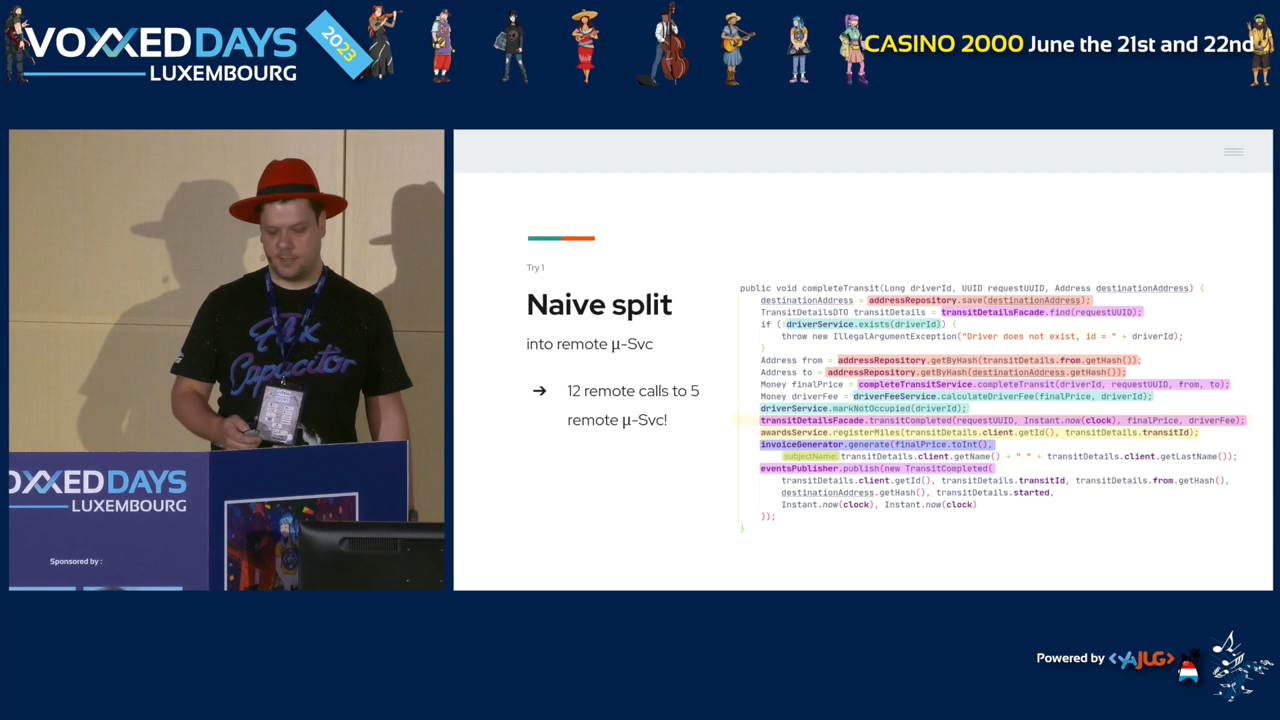 VOXXEDDAYS
LUXEMBOURG
2023
CASINO 2000 June the 21st and 22nd
Flux
Capacitor
OXXEDDAYS
LUXEMBOURG
Sponsored by :
Try 1
Naive split
into remote μ-Svc
➔ 12 remote calls to 5
remote μ-Svc!
public void completeTransit(Long driverId, UUID requestUUID, Address destinationAddress) {
destinationAddress = addressRepository.save(destinationAddress);
TransitDetailsDTO transitDetails = transitDetailsFacade.find(requestUUID);
if (!driverService.exists(driverId)) {
throw new IllegalArgumentException("Driver does not exist, id = " + driverId);
}
Address from = addressRepository.getByHash(transitDetails.from.getHash());
Address to = addressRepository.getByHash(destinationAddress.getHash());
Money finalPrice = completeTransitService.completeTransit(driverId, requestUUID, from, to);
Money driverFee = driverFeeService.calculateDriverFee(finalPrice, driverId);
driverService.markNotOccupied(driverId);
transitDetailsFacade.transitCompleted(requestUUID, Instant.now(clock), finalPrice, driverFee);
awardsService.registerMiles(transitDetails.client.getId(), transitDetails.transitId);
invoiceGenerator.generate(finalPrice.toInt(),
subjectName: transitDetails.client.getName() + " " + transitDetails.client.getLastName());
eventsPublisher.publish(new TransitCompleted(
transitDetails.client.getId(), transitDetails.transitId, transitDetails.from.getHash(),
destinationAddress.getHash(), transitDetails.started,
Instant.now(clock), Instant.now(clock)
));
}
Powered by <YAJUG>